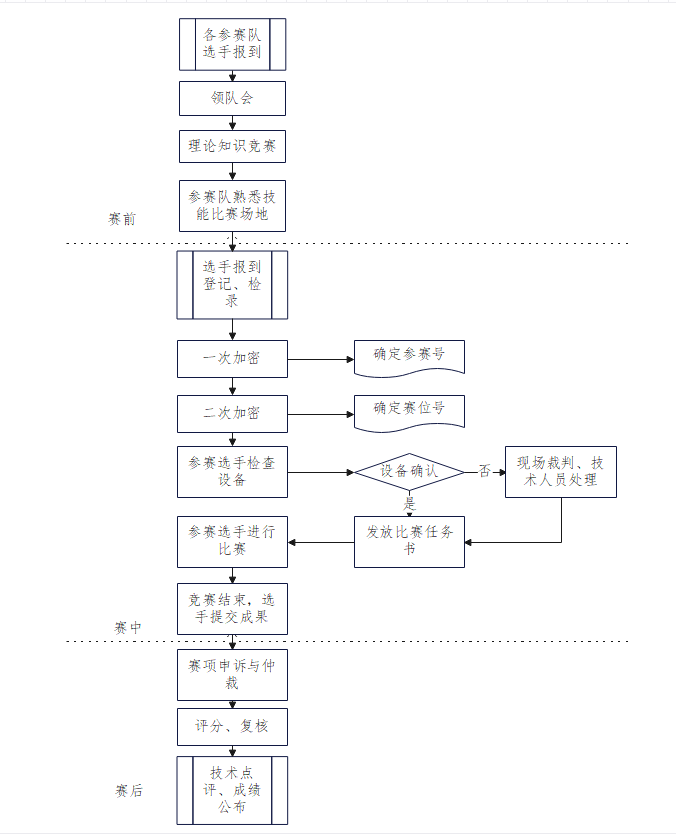 各参赛队
选手报到
领队会
理论知识竞赛
参赛队熟悉技
能比赛场地
赛前
选手报到
登记、检
录
一次加密
确定参赛号
二次加密
确定赛位号
参赛选手检查
设备
设备确认
否
现场裁判、技
术人员处理
是
参赛选手进行
比赛
发放比赛任务
书
竞赛结束，选
手提交成果
赛中
赛项申诉与仲
裁
评分、复核
技术点
评、成绩
公布
赛后